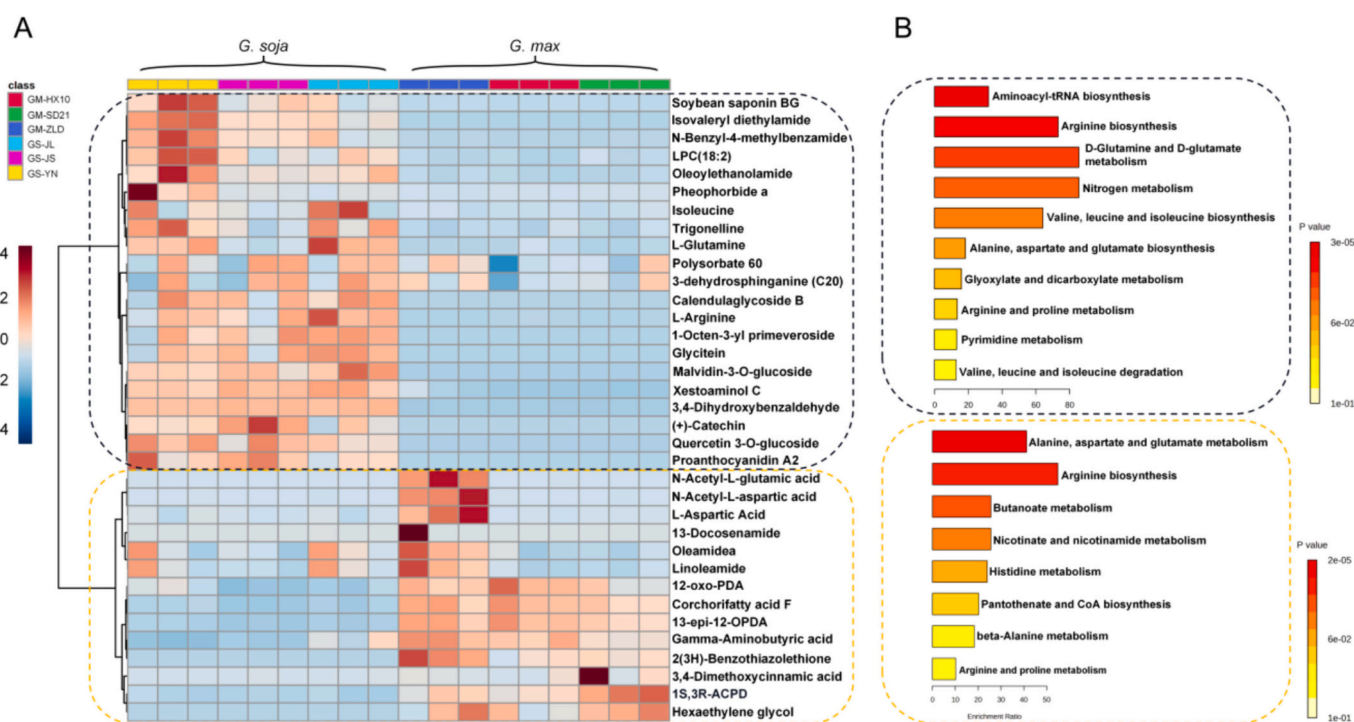 A
B
G. soja
G. max
class
GM-HX10
GM-SD21
GM-ZLD
GS-JL
GS-JS
GS-YN
4
2
0
2
4
Soybean saponin BG
Isovaleryl diethylamide
N-Benzyl-4-methylbenzamide
LPC(18:2)
Oleoylethanolamide
Pheophorbide a
Isoleucine
Trigonelline
L-Glutamine
Polysorbate 60
3-dehydrosphinganine (C20)
Calendulaglycoside B
L-Arginine
1-Octen-3-yl primeveroside
Glycitein
Malvidin-3-O-glucoside
Xestoaminol C
3,4-Dihydroxybenzaldehyde
(+)-Catechin
Quercetin 3-O-glucoside
Proanthocyanidin A2
N-Acetyl-L-glutamic acid
N-Acetyl-L-aspartic acid
L-Aspartic Acid
13-Docosenamide
Oleamidea
Linoleamide
12-oxo-PDA
Corchorifatty acid F
13-epi-12-OPDA
Gamma-Aminobutyric acid
2(3H)-Benzothiazolethione
3,4-Dimethoxycinnamic acid
1S,3R-ACPD
Hexaethylene glycol
Aminoacyl-tRNA biosynthesis
Arginine biosynthesis
D-Glutamine and D-glutamate
metabolism
Nitrogen metabolism
Valine, leucine and isoleucine biosynthesis
Alanine, aspartate and glutamate biosynthesis
Glyoxylate and dicarboxylate metabolism
Arginine and proline metabolism
Pyrimidine metabolism
Valine, leucine and isoleucine degradation
0 20 40 60 80
P value
3e-05
6e-02
1e-01
Alanine, aspartate and glutamate metabolism
Arginine biosynthesis
Butanoate metabolism
Nicotinate and nicotinamide metabolism
Histidine metabolism
Pantothenate and CoA biosynthesis
beta-Alanine metabolism
Arginine and proline metabolism
0 10 20 30 40 50
Enrichment Ratio
P value
2e-05
6e-02
1e-01